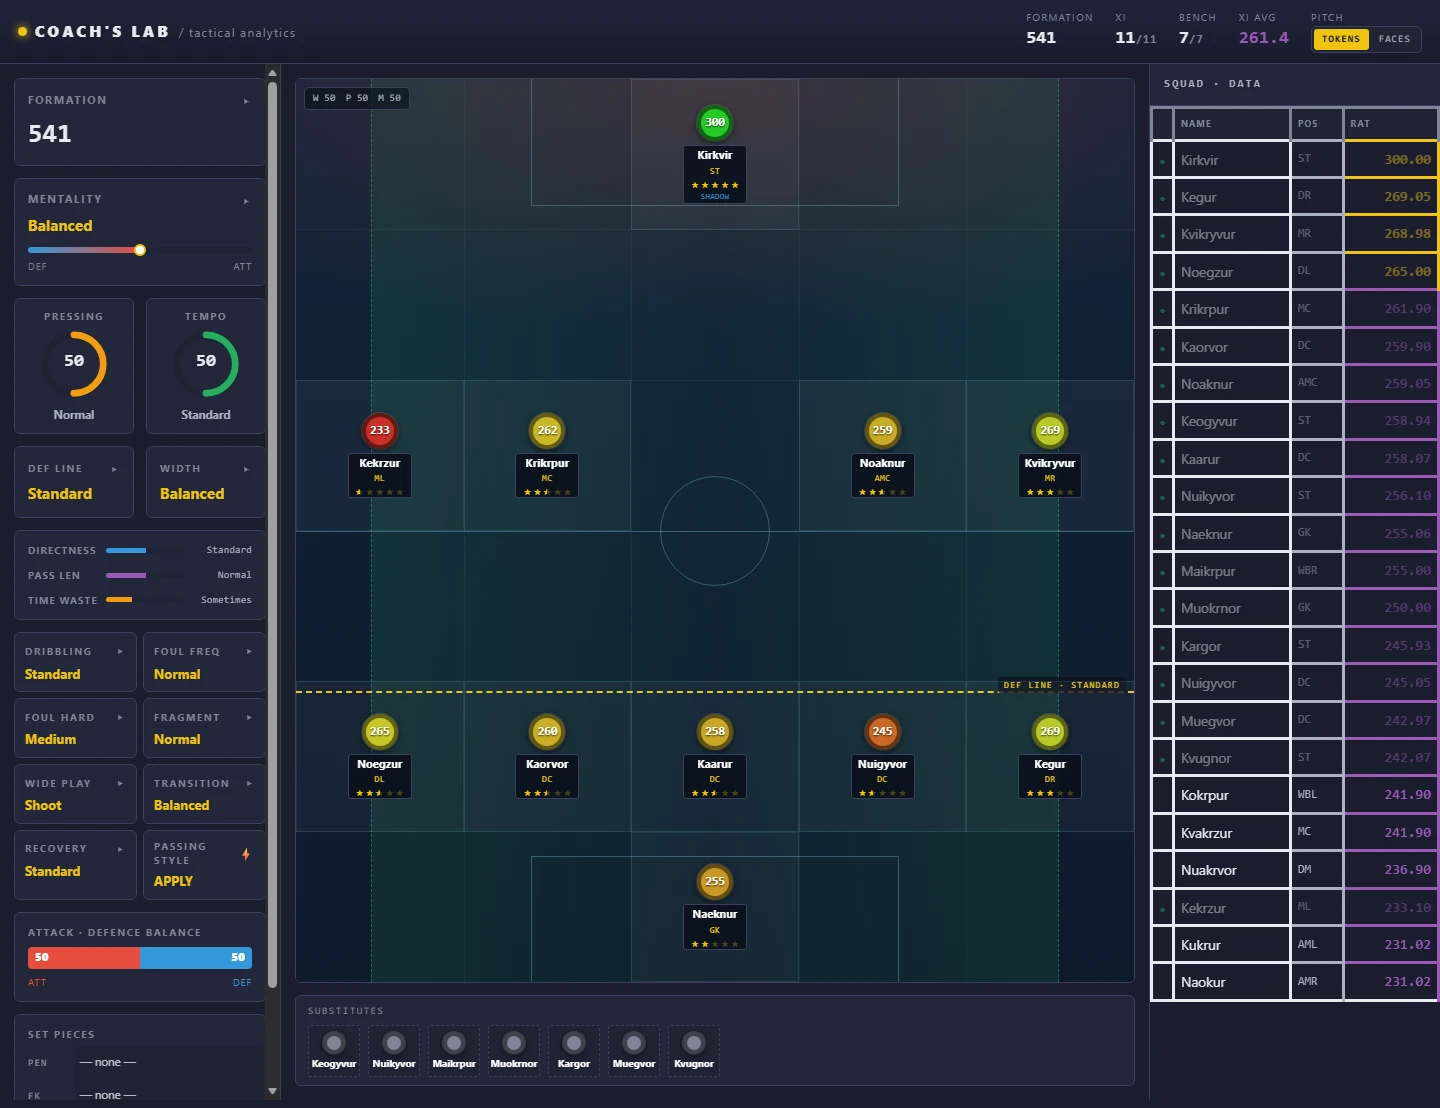 COACH'S LAB / tactical analytics
FORMATION
541
XI
11/11
BENCH
7/7
XI AVG
261.4
PITCH
TOKENS FACES
FORMATION
541
MENTALITY
Balanced
DEF ATT
PRESSING
50
Normal
TEMPO
50
Standard
DEF LINE
Standard
WIDTH
Balanced
DIRECTNESS Standard
PASS LEN Normal
TIME WASTE Sometimes
DRIBBLING
Standard
FOUL FREQ
Normal
FOUL HARD
Medium
FRAGMENT
Normal
WIDE PLAY
Shoot
TRANSITION
Balanced
RECOVERY
Standard
PASSING
STYLE
APPLY
ATTACK · DEFENCE BALANCE
50 50
ATT DEF
SET PIECES
PEN — none —
FK — none —
W 50 P 50 M 50
300
Kirkvir
ST
SHADOW
233
Kekrzur
ML
262
Krikrpur
MC
259
Noaknur
AMC
269
Kvikryvur
MR
DEF LINE · STANDARD
265
Noegzur
DL
260
Kaorvor
DC
258
Kaarur
DC
245
Nuigyvor
DC
269
Kegur
DR
255
Naeknur
GK
SUBSTITUTES
Keogyvur Nuikyvor Maikrpur Muokrnor Kargor Muegvor Kvugnor
SQUAD · DATA
NAME POS RAT
Kirkvir ST 300.00
Kegur DR 269.05
Kvikryvur MR 268.98
Noegzur DL 265.00
Krikrpur MC 261.90
Kaorvor DC 259.90
Noaknur AMC 259.05
Keogyvur ST 258.94
Kaarur DC 258.07
Nuikyvor ST 256.10
Naeknur GK 255.06
Maikrpur WBR 255.00
Muokrnor GK 250.00
Kargor ST 245.93
Nuigyvor DC 245.05
Muegvor DC 242.97
Kvugnor ST 242.07
Kokrpur WBL 241.90
Kvakrzur MC 241.90
Nuakrvor DM 236.90
Kekrzur ML 233.10
Kukrur AML 231.02
Naokur AMR 231.02